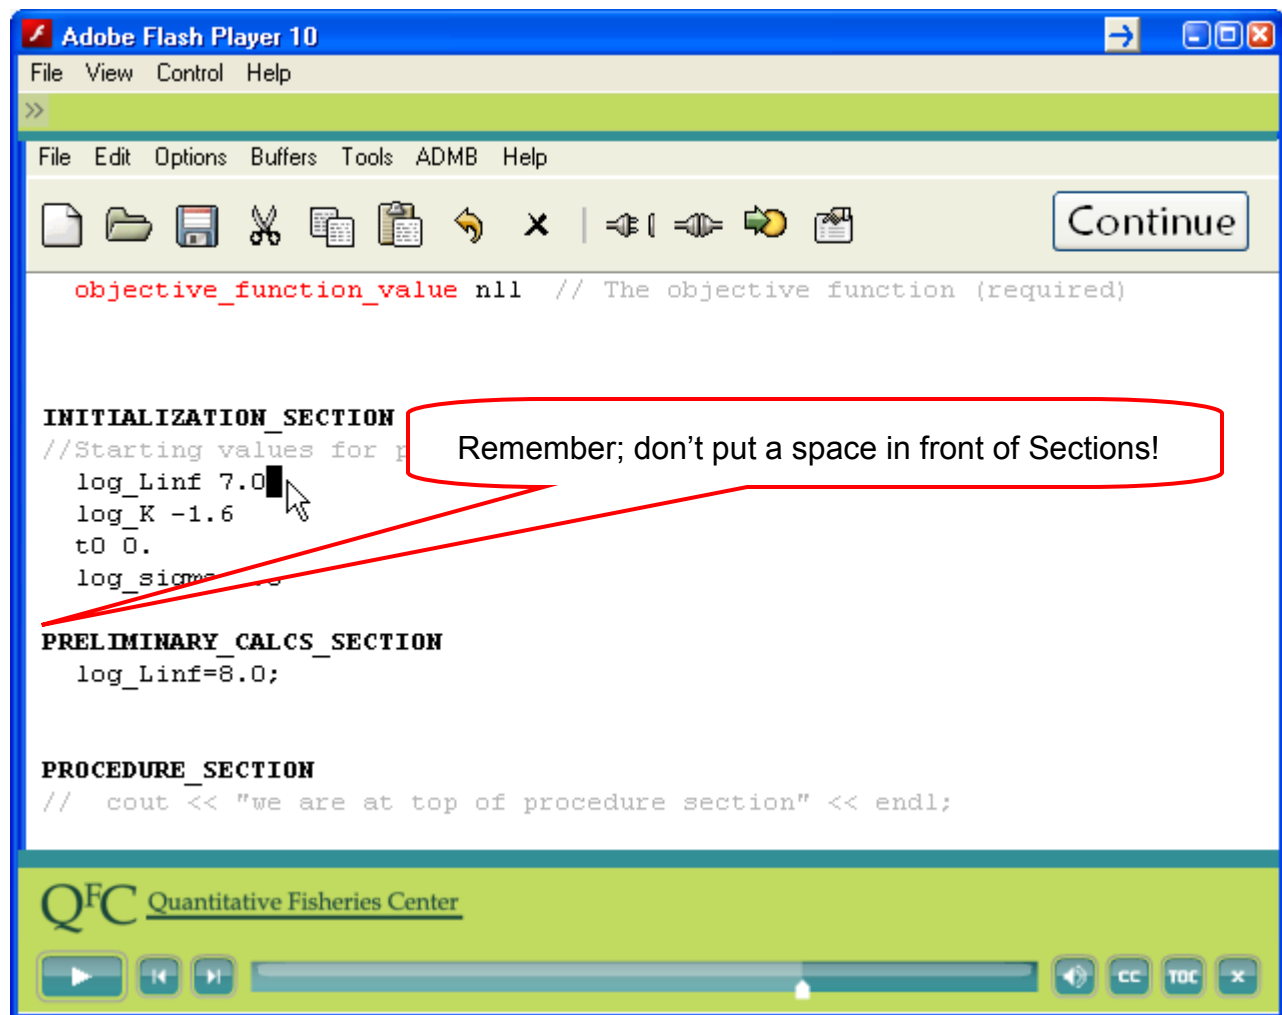 Adobe Flash Player 10
File View Control Help
»
File Edit Options Buffers Tools ADMB Help
Continue
objective_function_value nll // The objective function (required)
INITIALIZATION_SECTION
//Starting values for
Remember; don't put a space in front of Sections!
log_Linf 7.0
log_K -1.6
t0 0.
PRELIMINARY_CALCS_SECTION
log_Linf=8.0;
PROCEDURE_SECTION
// cout << "we are at top of procedure section" << endl;
QFC Quantitative Fisheries Center
CC TOC